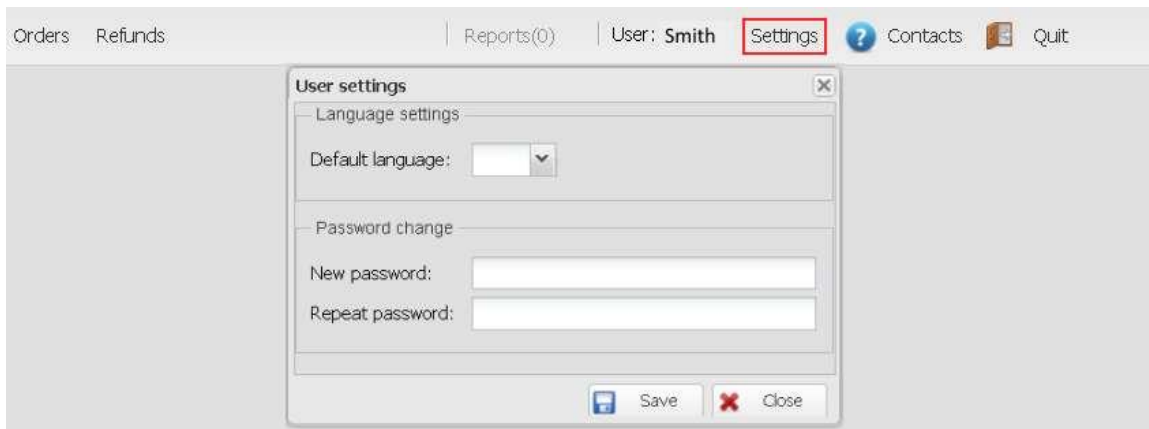 Orders Refunds Reports(0) User: Smith Settings ? Contacts Quit
User settings
Language settings
Default language:
Password change
New password:
Repeat password:
Save Close